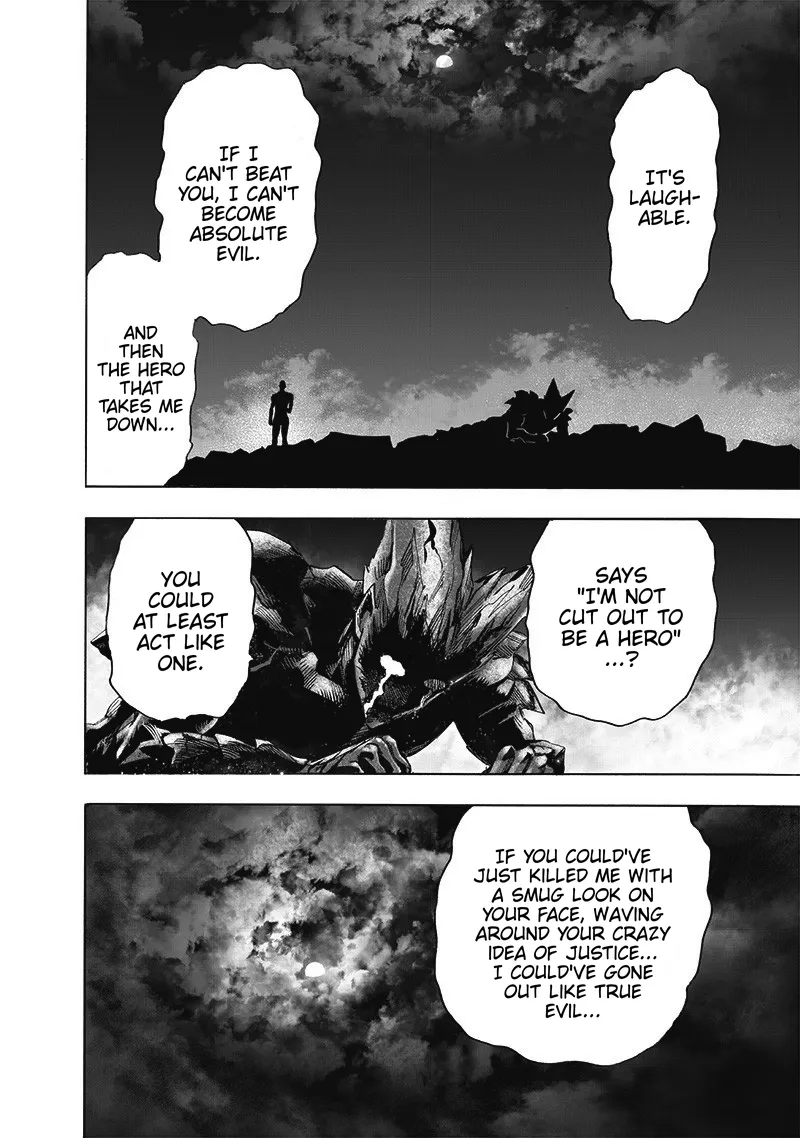 IT'S
LAUGH-
ABLE.
IF I
CAN'T BEAT
YOU, I CAN'T
BECOME
ABSOLUTE
EVIL.
AND
THEN
THE HERO
THAT
TAKES ME
DOWN...
SAYS
"I'M NOT
CUT OUT TO
BE A HERO"
...?
YOU
COULD
AT LEAST
ACT LIKE
ONE.
IF YOU COULD'VE
JUST KILLED ME WITH
A SMUG LOOK ON
YOUR FACE, WAVING
AROUND YOUR CRAZY
IDEA OF JUSTICE...
I COULD'VE GONE
OUT LIKE TRUE
EVIL...